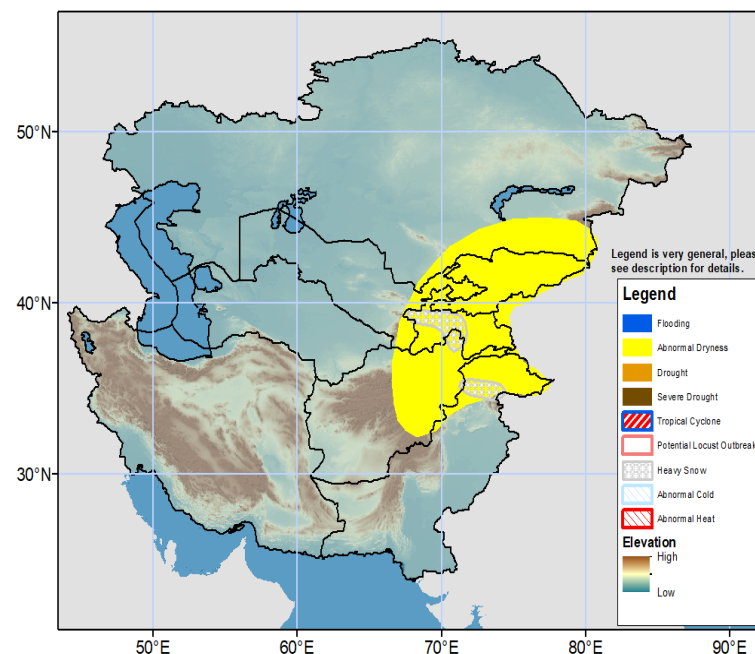 50°N
40°N
30°N
50°E
60°E
70°E
80°E
90°E
Legend is very general, pleas
see description for details.
Legend
Flooding
Abnormal Dryness
Drought
Severe Drought
Tropical Cyclone
Potential Locust Outbreak
Heavy Snow
Abnormal Cold
Abnormal Heat
Elevation
High
Low